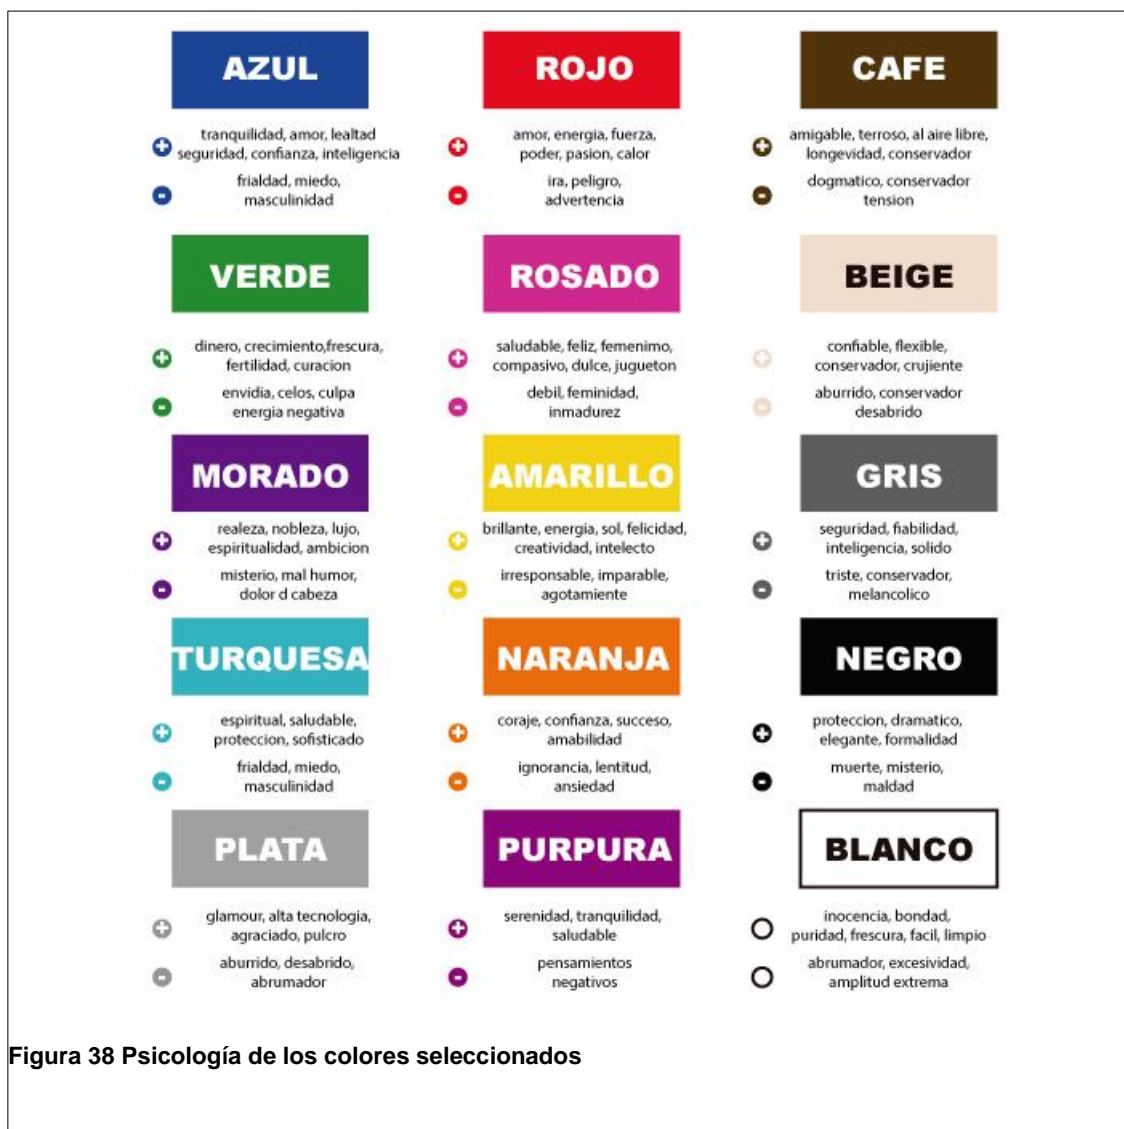 AZUL
+ tranquilidad, amor, lealtad
seguridad, confianza, inteligencia
- frialdad, miedo,
masculinidad
ROJO
+ amor, energia, fuerza,
poder, pasion, calor
- ira, peligro,
advertencia
CAFE
+ amigable, terroso, al aire libre,
longevidad, conservador
- dogmatico, conservador
tension
VERDE
+ dinero, crecimiento,frescura,
fertilidad, curacion
- envidia, celos, culpa
energia negativa
ROSADO
+ saludable, feliz, femenimo,
compasivo, dulce, jugueton
- debil, feminidad,
inmadurez
BEIGE
+ confiable, flexible,
conservador, crujiente
- aburrido, conservador
desabrido
MORADO
+ realeza, nobleza, lujo,
espiritualidad, ambicion
- misterio, mal humor,
dolor d cabeza
AMARILLO
+ brillante, energia, sol, felicidad,
creatividad, intelecto
- irresponsable, imparable,
agotamiente
GRIS
+ seguridad, fiabilidad,
inteligencia, solido
- triste, conservador,
melancolico
TURQUESA
+ espiritual, saludable,
proteccion, sofisticado
- frialdad, miedo,
masculinidad
NARANJA
+ coraje, confianza, succeso,
amabilidad
- ignorancia, lentitud,
ansiedad
NEGRO
+ proteccion, dramatico,
elegante, formalidad
- muerte, misterio,
maldad
PLATA
+ glamour, alta tecnologia,
agraciado, pulcro
- aburrido, desabrido,
abrumador
PURPURA
+ serenidad, tranquilidad,
saludable
- pensamientos
negativos
BLANCO
inocencia, bondad,
puridad, frescura, facil, limpio
abrumador, excesividad,
amplitud extrema
Figura 38 Psicología de los colores seleccionados